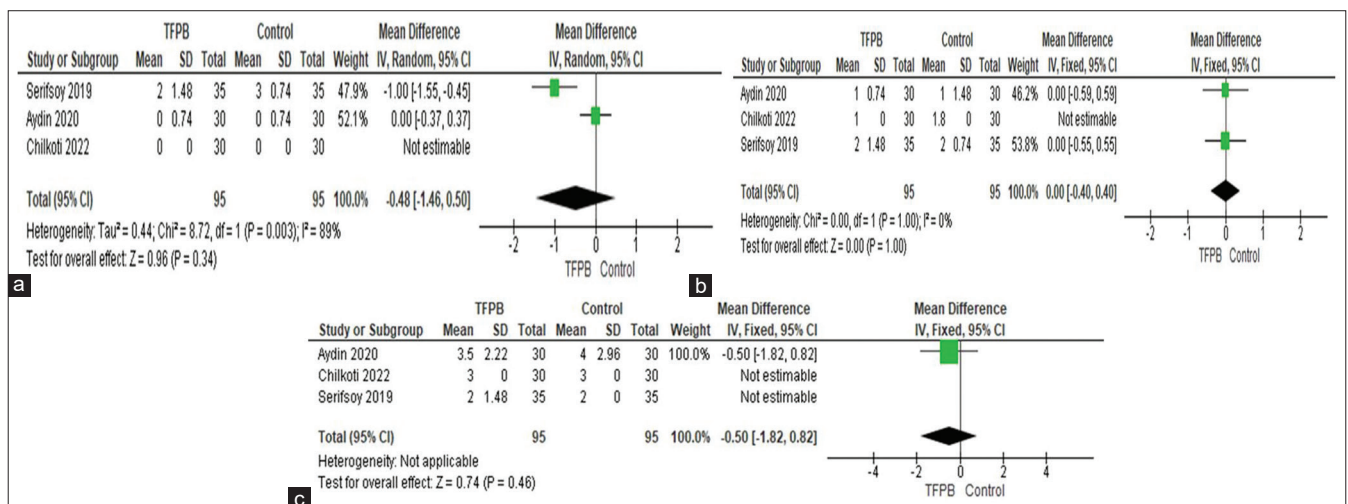 TFPB Control Mean Difference Mean Difference
Study or Subgroup Mean SD Total Mean SD Total Weight IV, Random, 95% CI IV, Random, 95% CI
Serifsoy 2019 2 1.48 35 3 0.74 35 47.9% -1.00 [-1.55, -0.45]
Aydin 2020 0 0.74 30 0 0.74 30 52.1% 0.00 [-0.37, 0.37]
Chilkoti 2022 0 0 30 0 0 30 Not estimable
Total (95% CI) 95 95 100.0% -0.48 [-1.46, 0.50]
Heterogeneity: Tau² = 0.44; Chi² = 8.72, df = 1 (P = 0.003); I² = 89%
Test for overall effect: Z = 0.96 (P = 0.34)
-2 -1 0 1 2
TFPB Control
a
TFPB Control Mean Difference Mean Difference
Study or Subgroup Mean SD Total Mean SD Total Weight IV, Fixed, 95% CI IV, Fixed, 95% CI
Aydin 2020 1 0.74 30 1 1.48 30 46.2% 0.00 [-0.59, 0.59]
Chilkoti 2022 1 0 30 1.8 0 30 Not estimable
Serifsoy 2019 2 1.48 35 2 0.74 35 53.8% 0.00 [-0.55, 0.55]
Total (95% CI) 95 95 100.0% 0.00 [-0.40, 0.40]
Heterogeneity: Chi² = 0.00, df = 1 (P = 1.00); I² = 0%
Test for overall effect: Z = 0.00 (P = 1.00)
-2 -1 0 1 2
TFPB Control
b
TFPB Control Mean Difference Mean Difference
Study or Subgroup Mean SD Total Mean SD Total Weight IV, Fixed, 95% CI IV, Fixed, 95% CI
Aydin 2020 3.5 2.22 30 4 2.96 30 100.0% -0.50 [-1.82, 0.82]
Chilkoti 2022 3 0 30 3 0 30 Not estimable
Serifsoy 2019 2 1.48 35 2 0 35 Not estimable
Total (95% CI) 95 95 100.0% -0.50 [-1.82, 0.82]
Heterogeneity: Not applicable
Test for overall effect: Z = 0.74 (P = 0.46)
-4 -2 0 2 4
TFPB Control
c